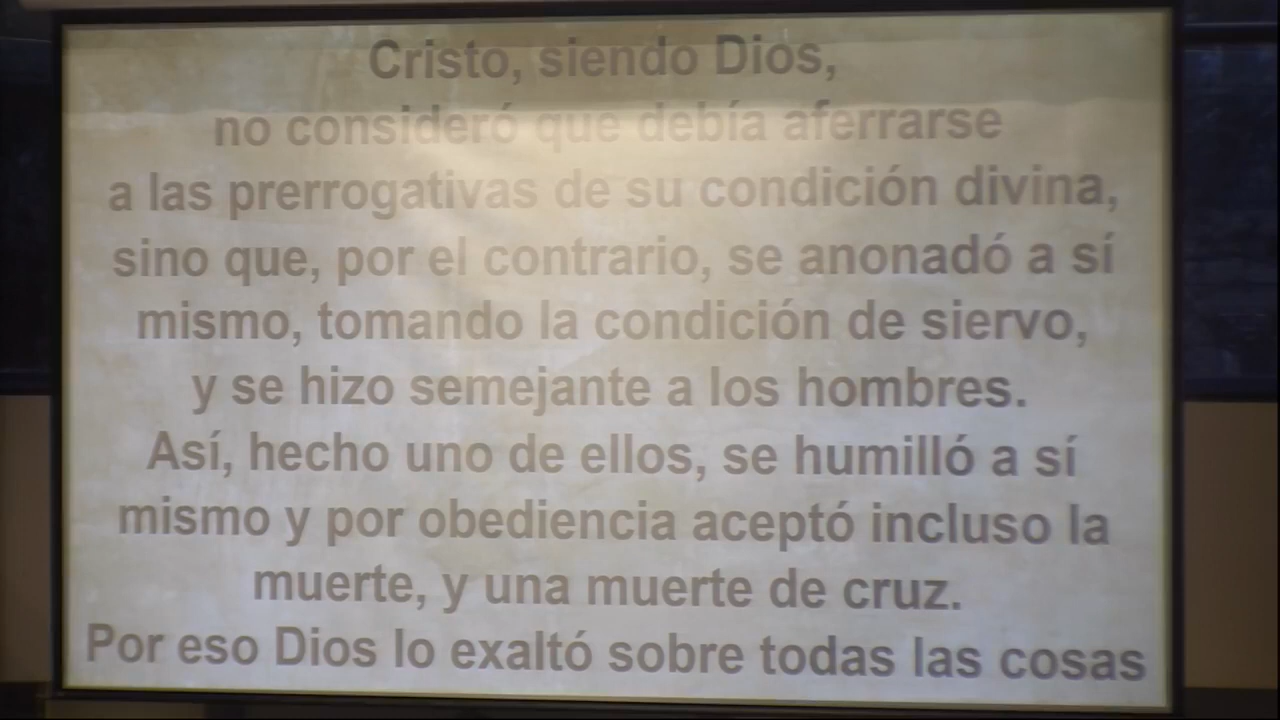 Cristo, siendo Dios,
no consideró que debía aferrarse
a las prerrogativas de su condición divina,
sino que, por el contrario, se anonadó a sí
mismo, tomando la condición de siervo,
y se hizo semejante a los hombres.
Así, hecho uno de ellos, se humilló a sí
mismo y por obediencia aceptó incluso la
muerte, y una muerte de cruz.
Por eso Dios lo exaltó sobre todas las cosas